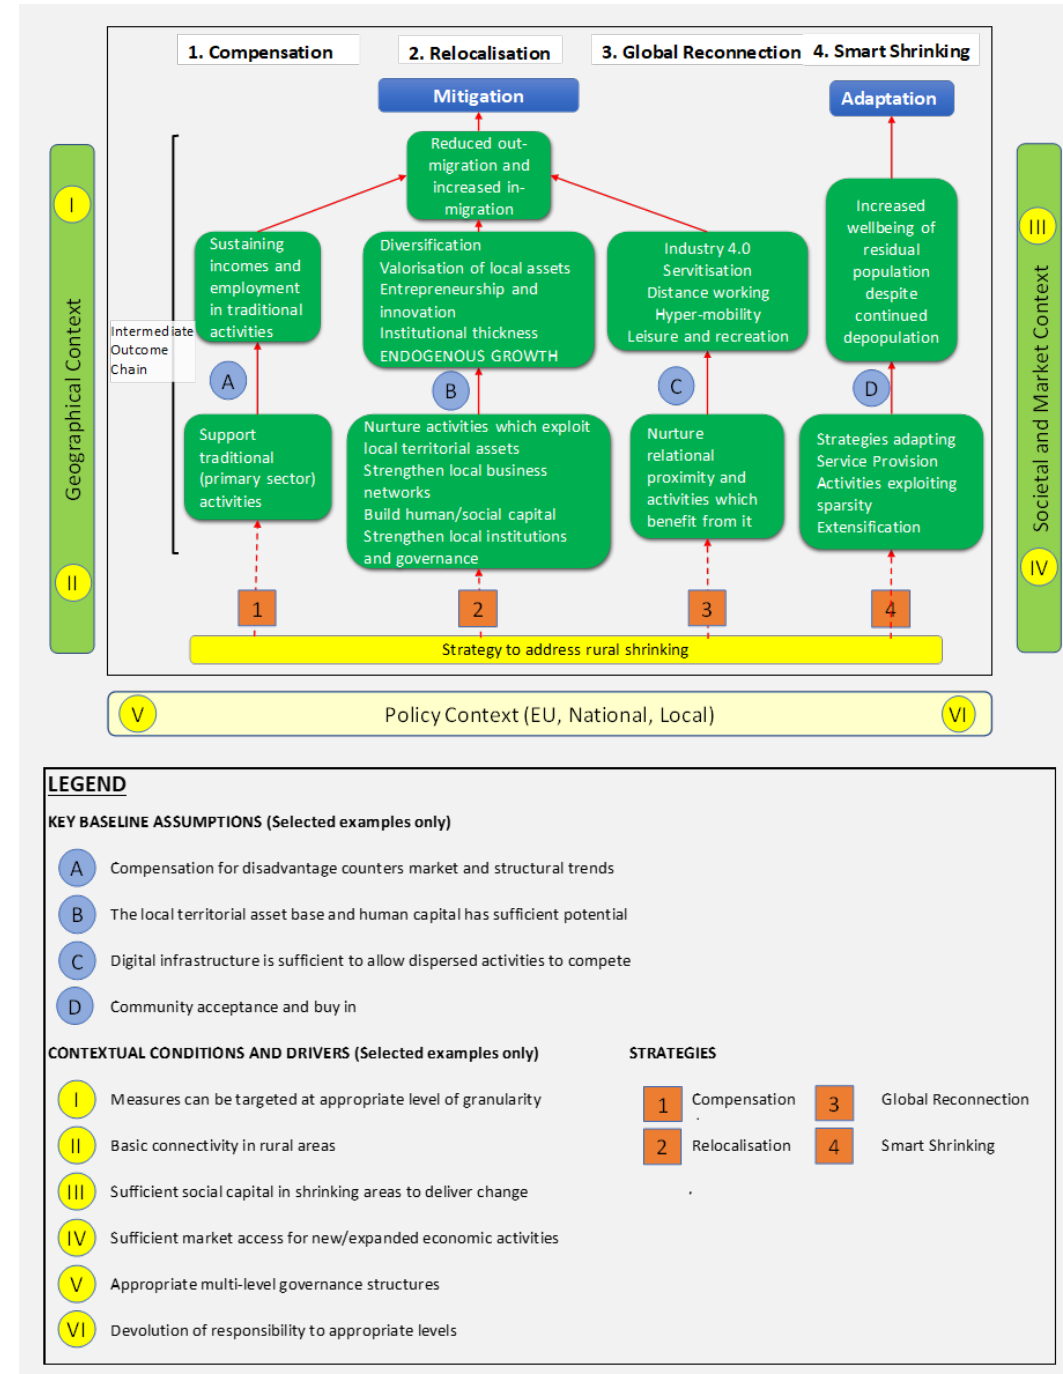 1. Compensation
2. Relocalisation
3. Global Reconnection
4. Smart Shrinking
Mitigation
Adaptation
Reduced out-
migration and
increased in-
migration
Increased
wellbeing of
residual
population
despite
continued
depopulation
Sustaining
incomes and
employment
in traditional
activities
Diversification
Valorisation of local assets
Entrepreneurship and
innovation
Institutional thickness
ENDOGENOUS GROWTH
Industry 4.0
Servitisation
Distance working
Hyper-mobility
Leisure and recreation
Intermediate
Outcome
Chain
A
B
C
D
Support
traditional
(primary sector)
activities
Nurture activities which exploit
local territorial assets
Strengthen local business
networks
Build human/social capital
Strengthen local institutions
and governance
Nurture
relational
proximity and
activities which
benefit from it
Strategies adapting
Service Provision
Activities exploiting
sparsity
Extensification
1
2
3
4
Strategy to address rural shrinking
I
Geographical Context
II
III
Societal and Market Context
IV
V
Policy Context (EU, National, Local)
VI
LEGEND
KEY BASELINE ASSUMPTIONS (Selected examples only)
A Compensation for disadvantage counters market and structural trends
B The local territorial asset base and human capital has sufficient potential
C Digital infrastructure is sufficient to allow dispersed activities to compete
D Community acceptance and buy in
CONTEXTUAL CONDITIONS AND DRIVERS (Selected examples only)
I Measures can be targeted at appropriate level of granularity
II Basic connectivity in rural areas
III Sufficient social capital in shrinking areas to deliver change
IV Sufficient market access for new/expanded economic activities
V Appropriate multi-level governance structures
VI Devolution of responsibility to appropriate levels
STRATEGIES
1 Compensation
3 Global Reconnection
2 Relocalisation
4 Smart Shrinking